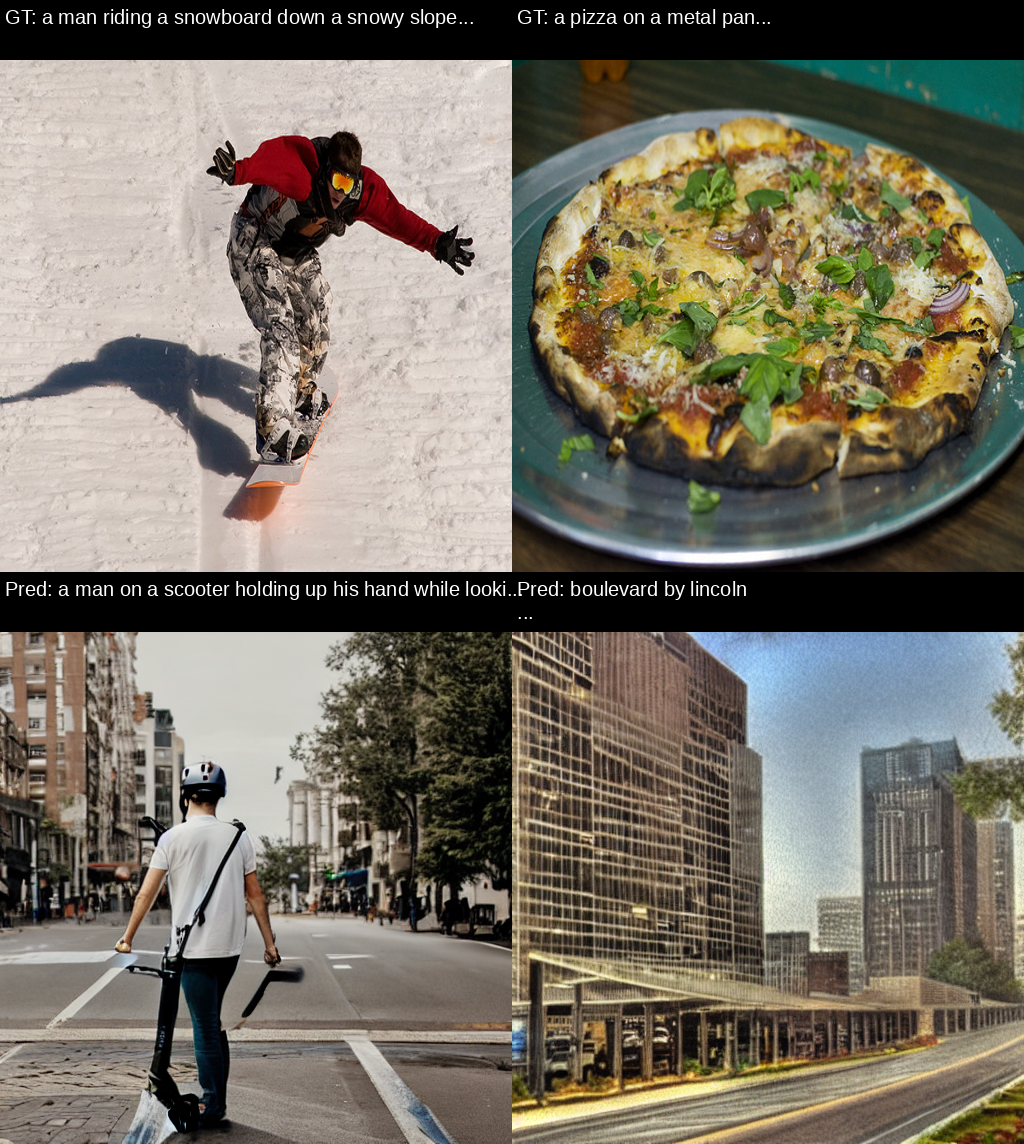 GT: a man riding a snowboard down a snowy slope...
GT: a pizza on a metal pan...
Pred: a man on a scooter holding up his hand while looki...
Pred: boulevard by lincoln
...